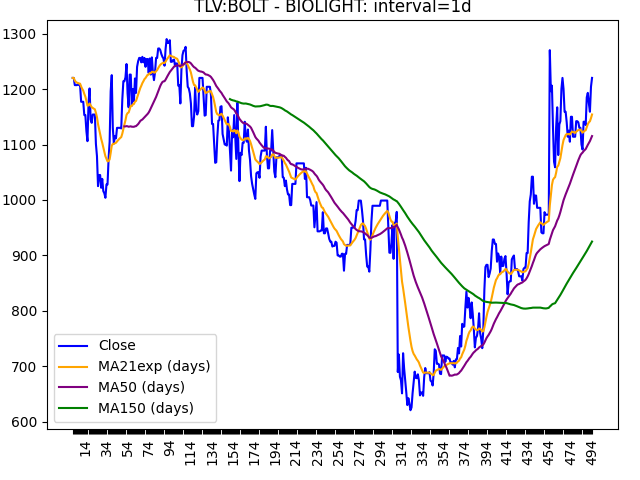 TLV:BOLT - BIOLIGHT: interval=1d
1300
1200
1100
1000
900
800
700
600
Close
MA21exp (days)
MA50 (days)
MA150 (days)
14 34 54 74 94 114 134 154 174 194 214 234 254 274 294 314 334 354 374 394 414 434 454 474 494